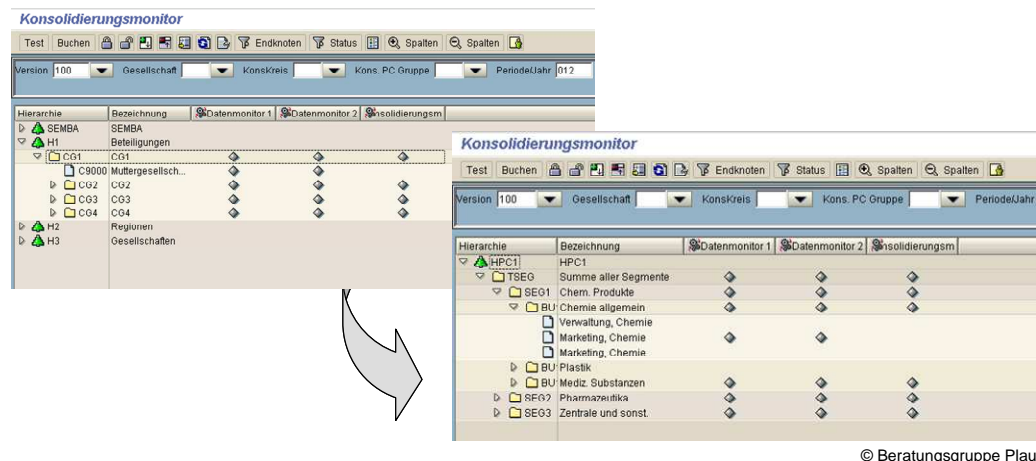 Konsolidierungsmonitor
Test Buchen Endknoten Status Spalten Spalten
Version 100 Gesellschaft KonsKreis Kons. PC Gruppe Periode/Jahr 012
Hierarchie Bezeichnung Datenmonitor 1 Datenmonitor 2 nsolidierungsm
SEMBA SEMBA
H1 Beteiligungen
CG1 CG1
C9000 Muttergesellsch...
CG2 CG2
CG3 CG3
CG4 CG4
H2 Regionen
H3 Gesellschaften
Konsolidierungsmonitor
Test Buchen Endknoten Status Spalten Spalten
Version 100 Gesellschaft KonsKreis Kons. PC Gruppe Periode/Jahr
Hierarchie Bezeichnung Datenmonitor 1 Datenmonitor 2 nsolidierungsm
HPC1 HPC1
TSEG Summe aller Segmente
SEG1 Chem. Produkte
BU Chemie allgemein
Verwaltung, Chemie
Marketing, Chemie
Marketing, Chemie
BU Plastik
BU Mediz. Substanzen
SEG2 Pharmazeutika
SEG3 Zentrale und sonst.
© Beratungsgruppe Plau